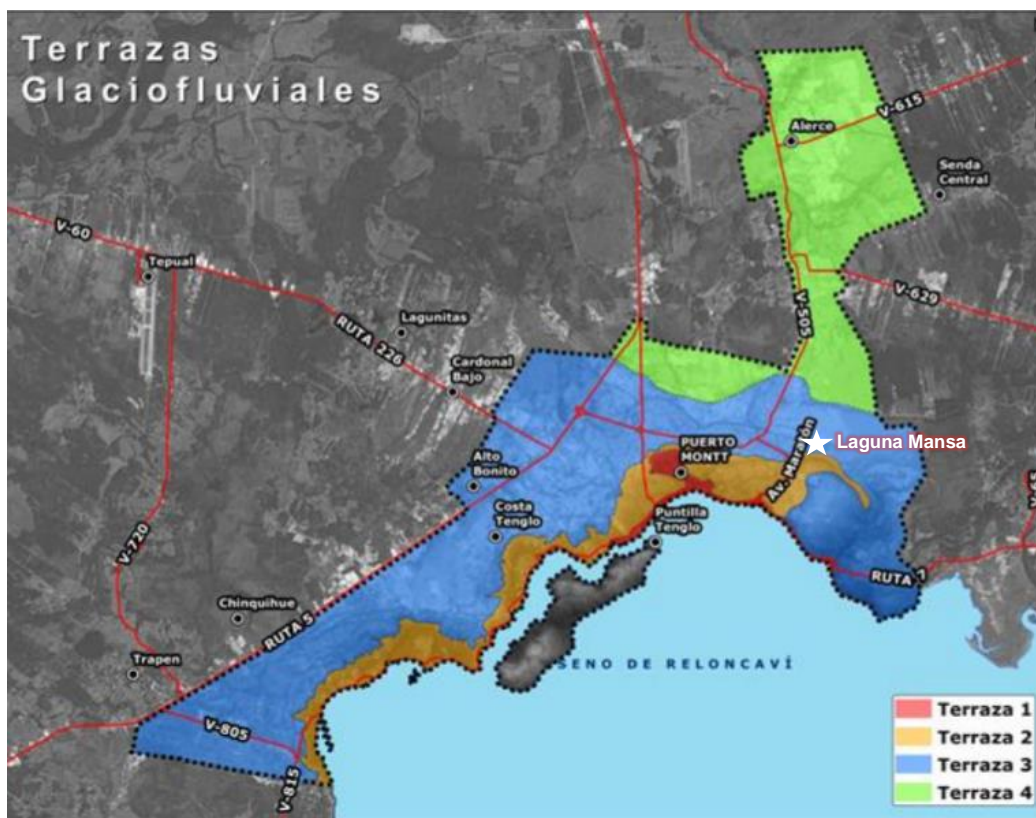 Terrazas
Glaciofluviales
Alerce
V-615
Senda
Central
V-60
Tepual
V-629
V-505
Lagunitas
RUTA 226
Cardonal
Bajo
Laguna Mansa
PUERTO
MONTT
Av. Maratón
Alto
Bonito
Costa
Tenglo
Puntilla
Tenglo
V-65
V-720
RUTA 7
Chinquihue
RUTA 5
Trapen
SENO DE RELONCAVÍ
V-805
V-815
Terraza 1
Terraza 2
Terraza 3
Terraza 4